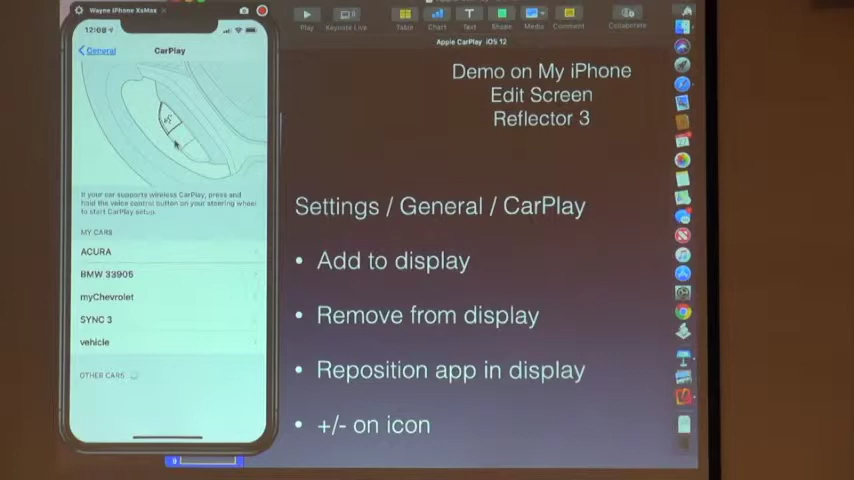 Wayne iPhone XsMax
12:08
General
CarPlay
If your car supports wireless CarPlay, press and
hold the voice control button on your steering wheel
to start CarPlay setup.
MY CARS
ACURA
BMW 33905
myChevrolet
SYNC 3
vehicle
OTHER CARS
Play
Keynote Live
Table
Chart
Text
Shape
Media
Comment
Collaborate
Apple CarPlay iOS 12
Demo on My iPhone
Edit Screen
Reflector 3
Settings / General / CarPlay
• Add to display
• Remove from display
• Reposition app in display
• +/- on icon